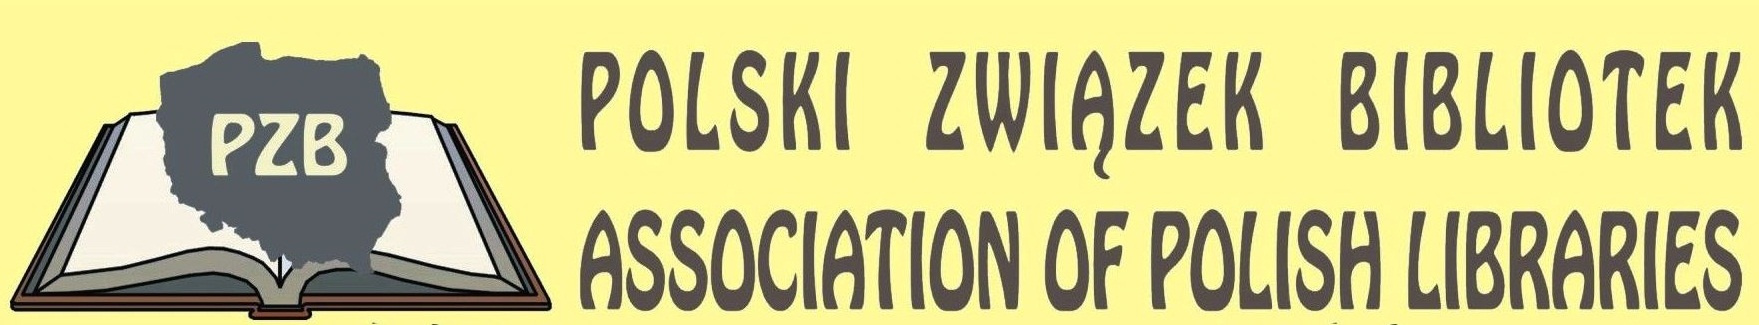 PZB
POLSKI ZWIĄZEK BIBLIOTEK
ASSOCIATION OF POLISH LIBRARIES